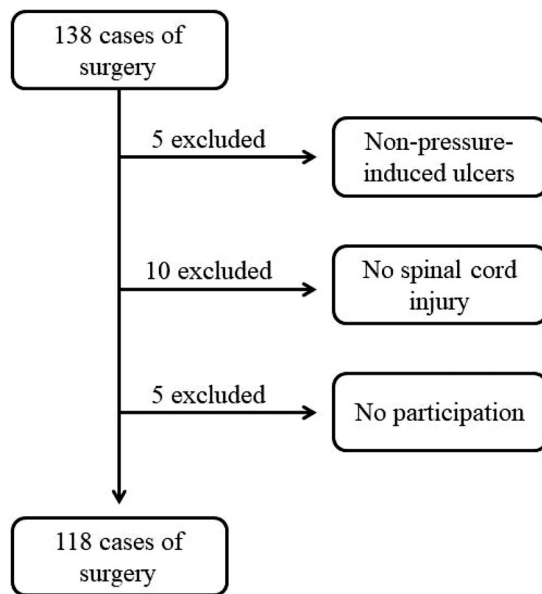 138 cases of
surgery
5 excluded
Non-pressure-
induced ulcers
10 excluded
No spinal cord
injury
5 excluded
No participation
118 cases of
surgery